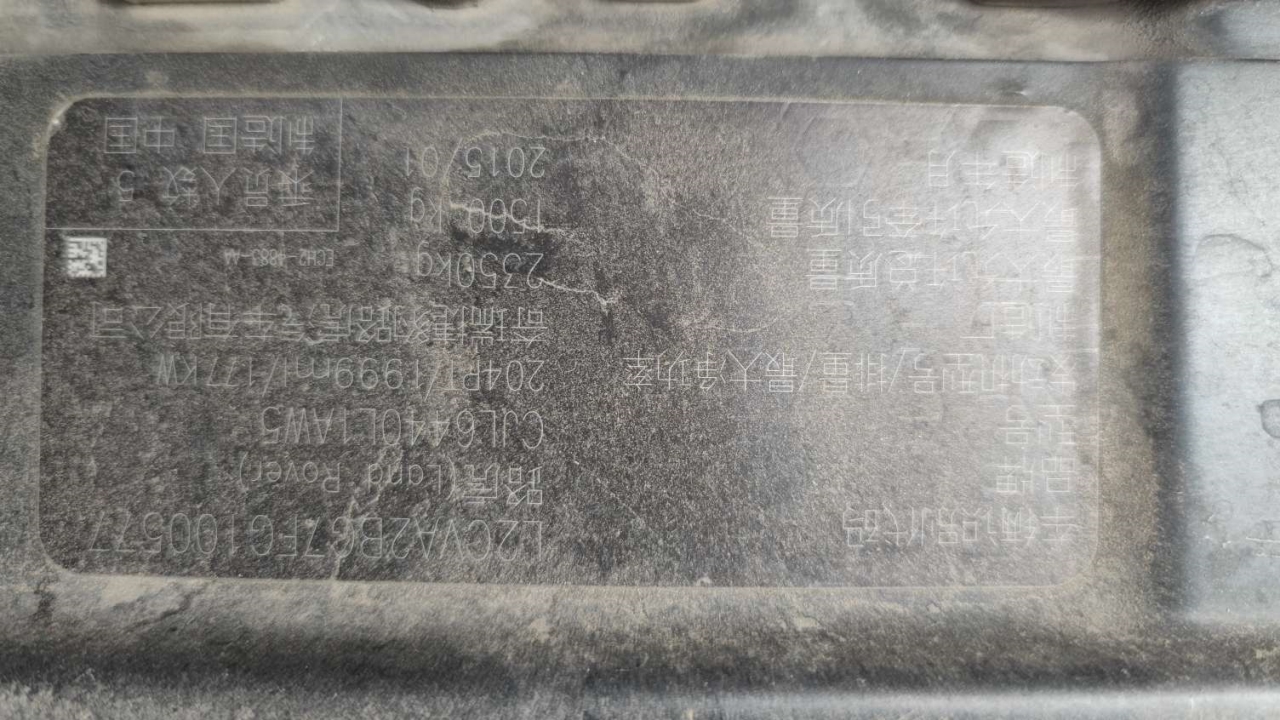 车辆识别代码 L2CVA2BG7FG100577
品牌 路虎(Land Rover)
型号 CJL6440L1AW5
发动机型号/排量/最大净功率 204PT/1999ml/177KW
制造厂 奇瑞捷豹路虎汽车有限公司
最大允许总质量 2350kg
最大允许牵引质量 1500 kg
制造年月 2015/01
乘员人数 5
制造国 中国